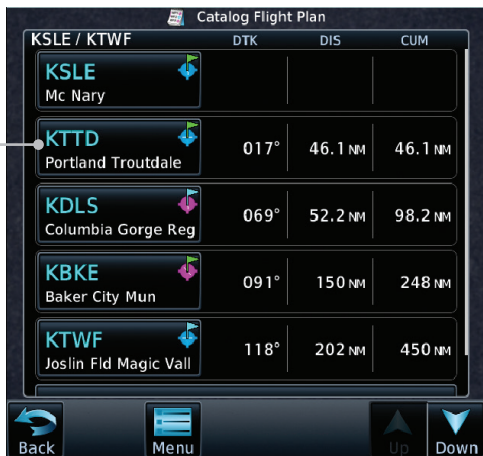 Catalog Flight Plan
KSLE / KTWF DTK DIS CUM
KSLE
Mc Nary
KTTD
Portland Troutdale
017° 46.1 NM 46.1 NM
KDLS
Columbia Gorge Reg
069° 52.2 NM 98.2 NM
KBKE
Baker City Mun
091° 150 NM 248 NM
KTWF
Joslin Fld Magic Vall
118° 202 NM 450 NM
Back Menu Up Down